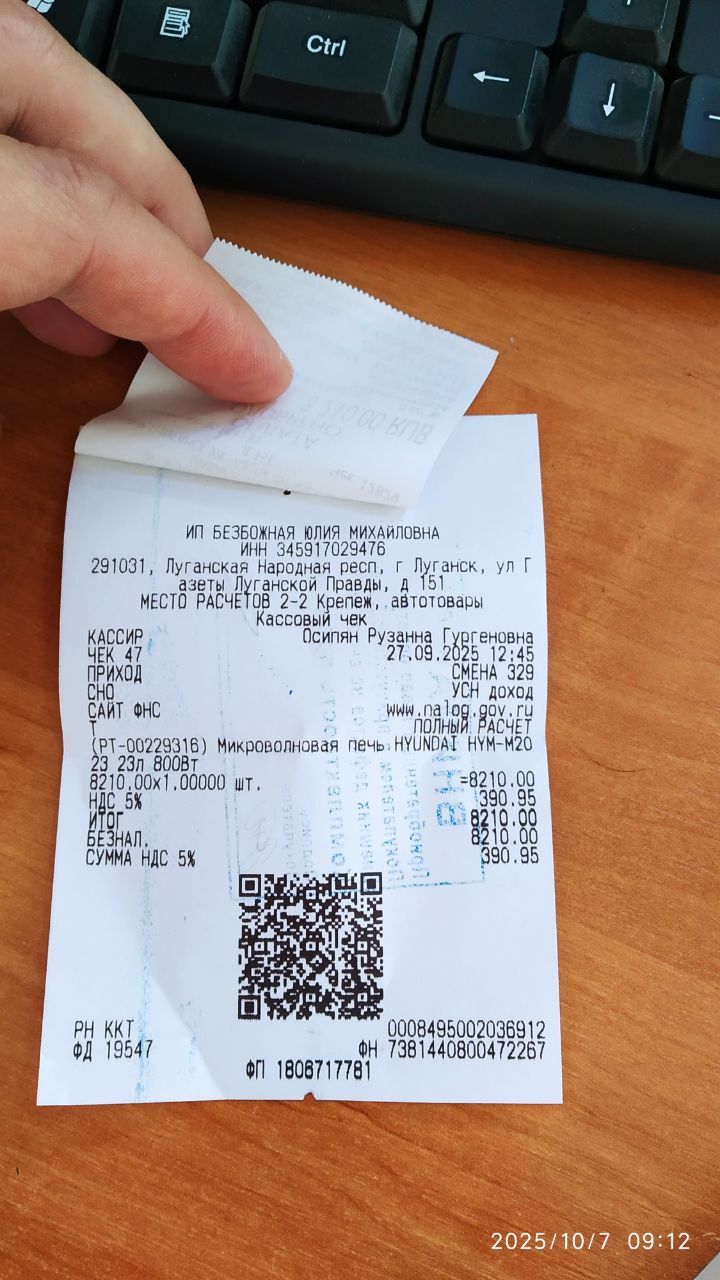 Ctrl
ИП БЕЗБОЖНАЯ ЮЛИЯ МИХАЙЛОВНА
ИНН 345917029476
291031, Луганская Народная респ, г Луганск, ул Г
азеты Луганской Правды, д 151
МЕСТО РАСЧЕТОВ 2-2 Крепеж, автотовары
Кассовый чек
КАССИР Осипян Рузанна Гургеновна
ЧЕК 47 27.09.2025 12:45
ПРИХОД СМЕНА 329
СНО УСН доход
САЙТ ФНС www.nalog.gov.ru
Т ПОЛНЫЙ РАСЧЕТ
(РТ-00229316) Микроволновая печь HYUNDAI HYM-M20
23 23л 800Вт
8210.00х1.00000 шт. =8210.00
НДС 5% 390.95
ИТОГ 8210.00
БЕЗНАЛ. 8210.00
СУММА НДС 5% 390.95
РН ККТ 0008495002036912
ФД 19547 ФН 7381440800472267
ФП 1806717781
2025/10/7 09:12